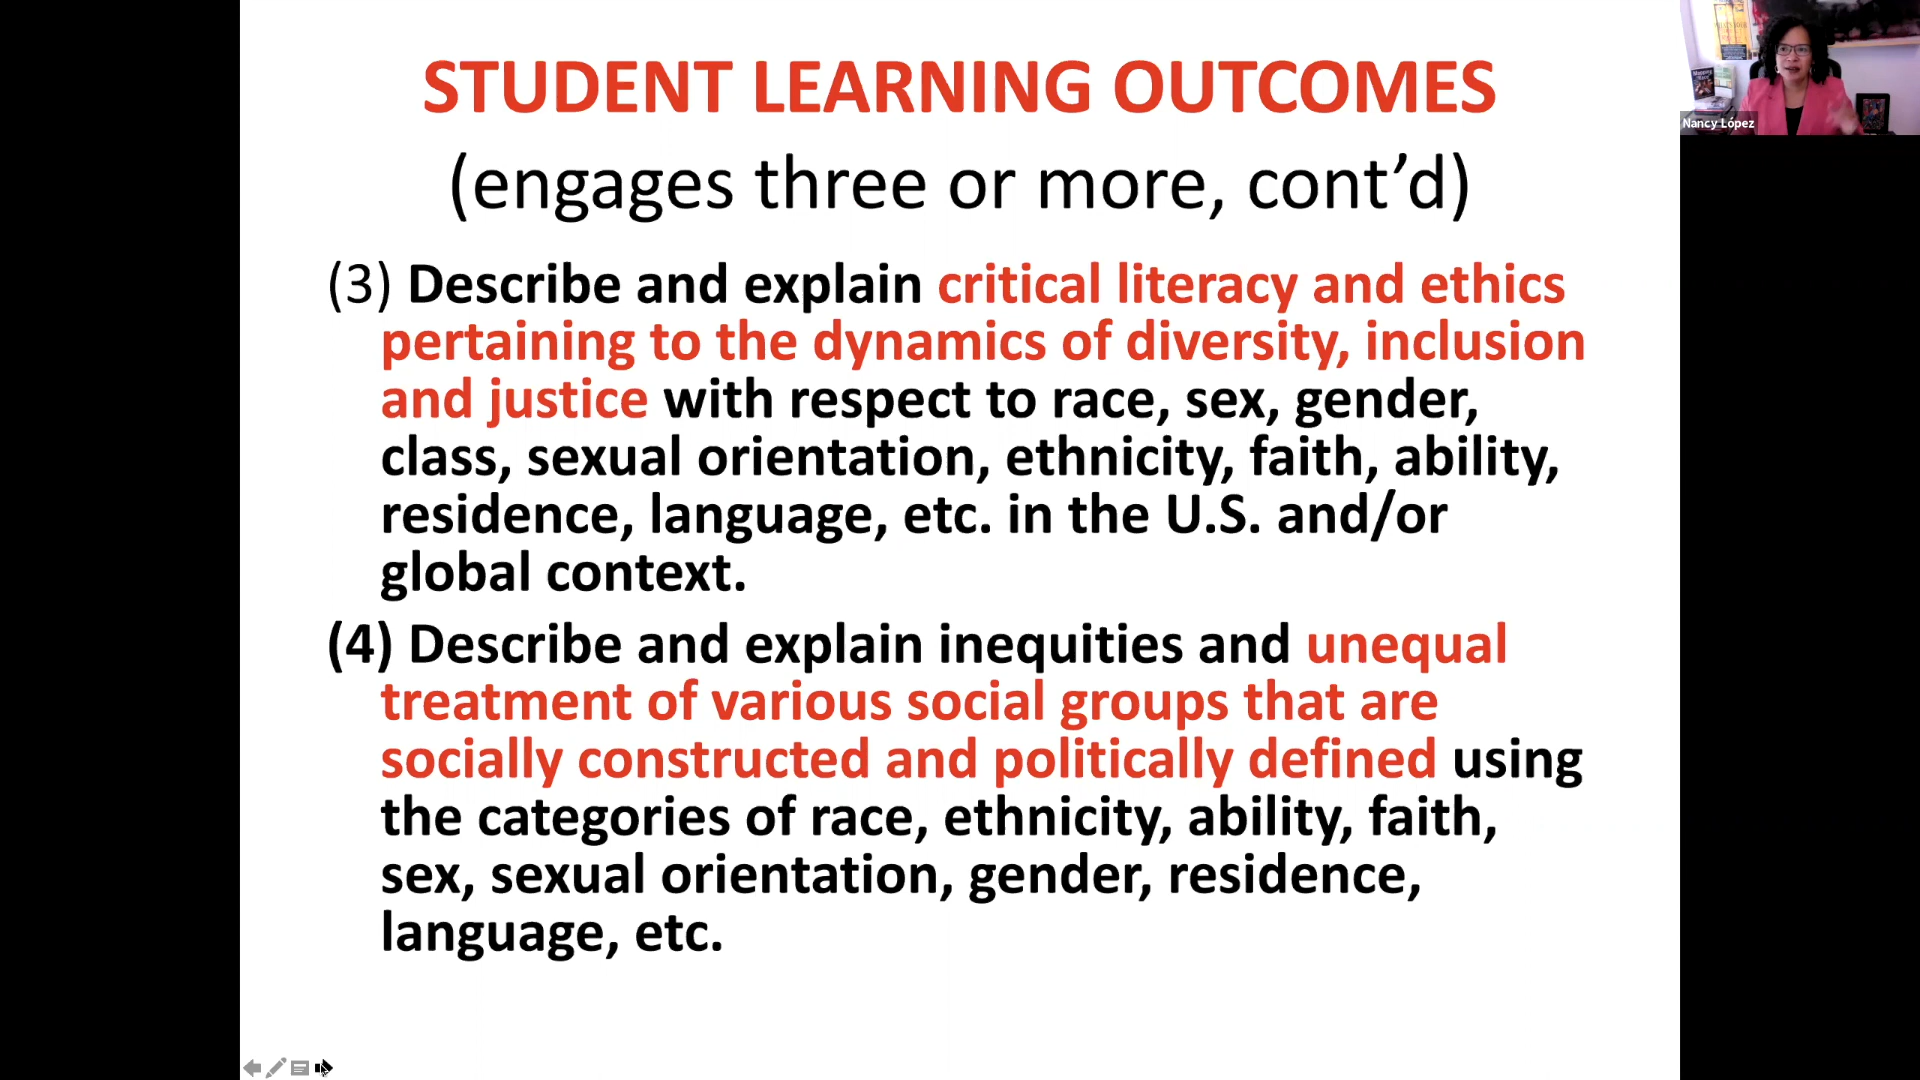 STUDENT LEARNING OUTCOMES
(engages three or more, cont’d)
Nancy López
(3) Describe and explain critical literacy and ethics
pertaining to the dynamics of diversity, inclusion
and justice with respect to race, sex, gender,
class, sexual orientation, ethnicity, faith, ability,
residence, language, etc. in the U.S. and/or
global context.
(4) Describe and explain inequities and unequal
treatment of various social groups that are
socially constructed and politically defined using
the categories of race, ethnicity, ability, faith,
sex, sexual orientation, gender, residence,
language, etc.